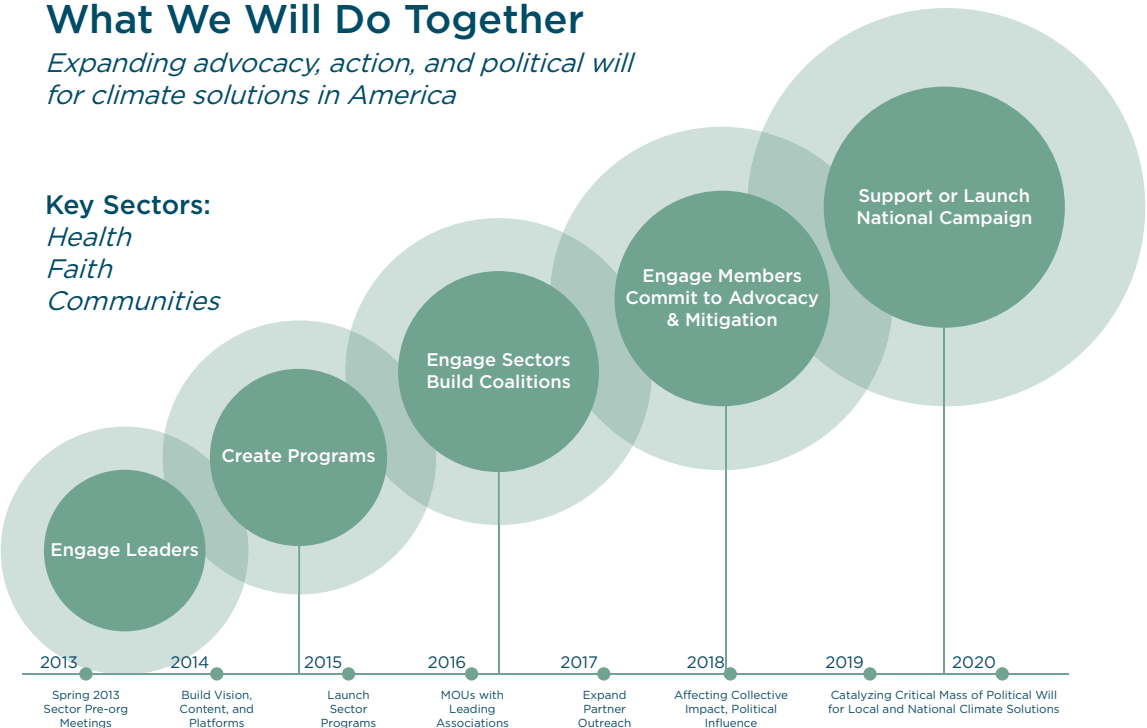 What We Will Do Together
Expanding advocacy, action, and political will
for climate solutions in America
Key Sectors:
Health
Faith
Communities
Support or Launch
National Campaign
Engage Members
Commit to Advocacy
& Mitigation
Engage Sectors
Build Coalitions
Create Programs
Engage Leaders
2013
2014
2015
2016
2017
2018
2019
2020
Spring 2013
Sector Pre-org
Meetings
Build Vision,
Content, and
Platforms
Launch
Sector
Programs
MOUs with
Leading
Associations
Expand
Partner
Outreach
Affecting Collective
Impact, Political
Influence
Catalyzing Critical Mass of Political Will
for Local and National Climate Solutions